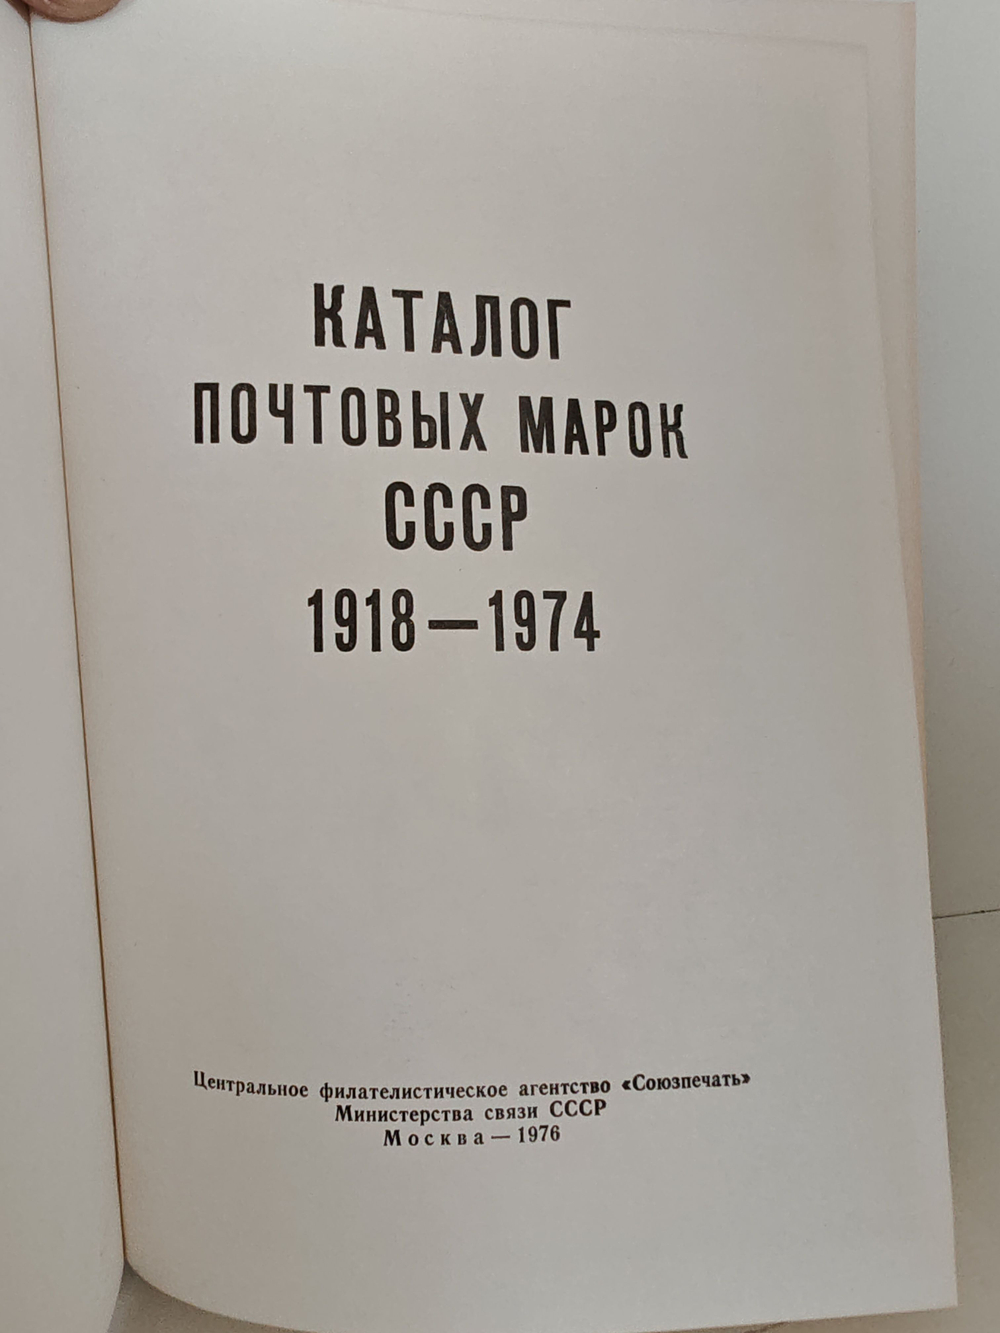 КАТАЛОГ
ПОЧТОВЫХ МАРОК
СССР
1918—1974
Центральное филателистическое агентство «Союзпечать»
Министерства связи СССР
Москва — 1976